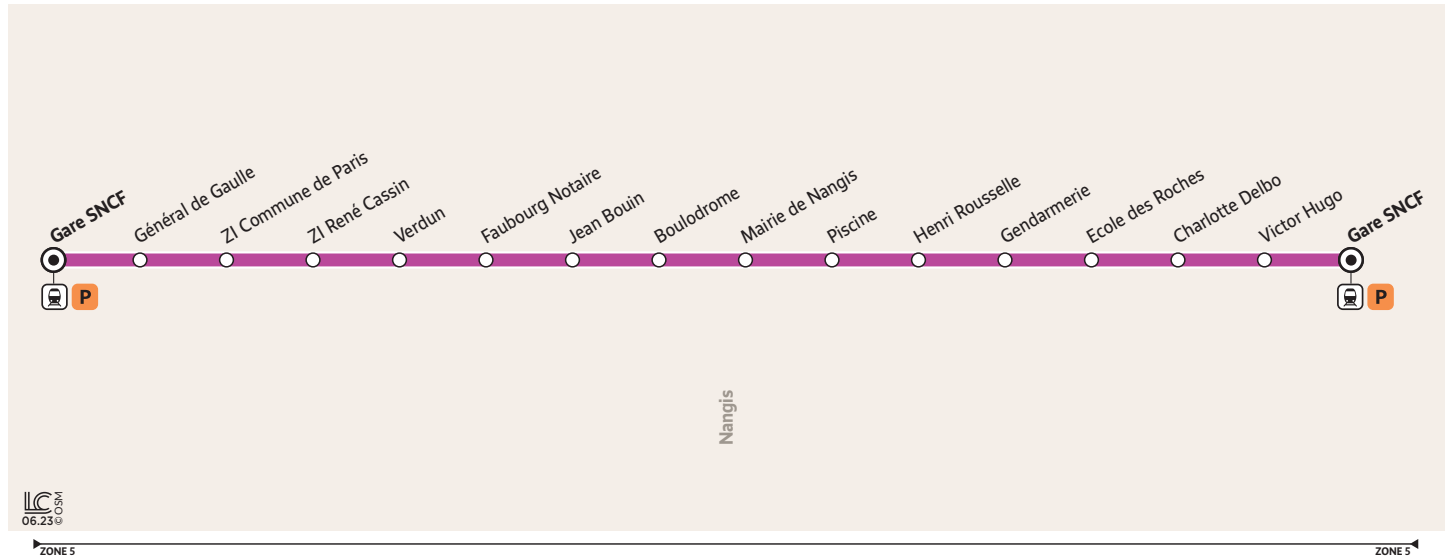 Gare SNCF
Général de Gaulle
ZI Commune de Paris
ZI René Cassin
Verdun
Faubourg Notaire
Jean Bouin
Boulodrome
Mairie de Nangis
Piscine
Henri Rousselle
Gendarmerie
Ecole des Roches
Charlotte Delbo
Victor Hugo
Gare SNCF
P
P
Nangis
LC
06.23 © OSM
ZONE 5
ZONE 5